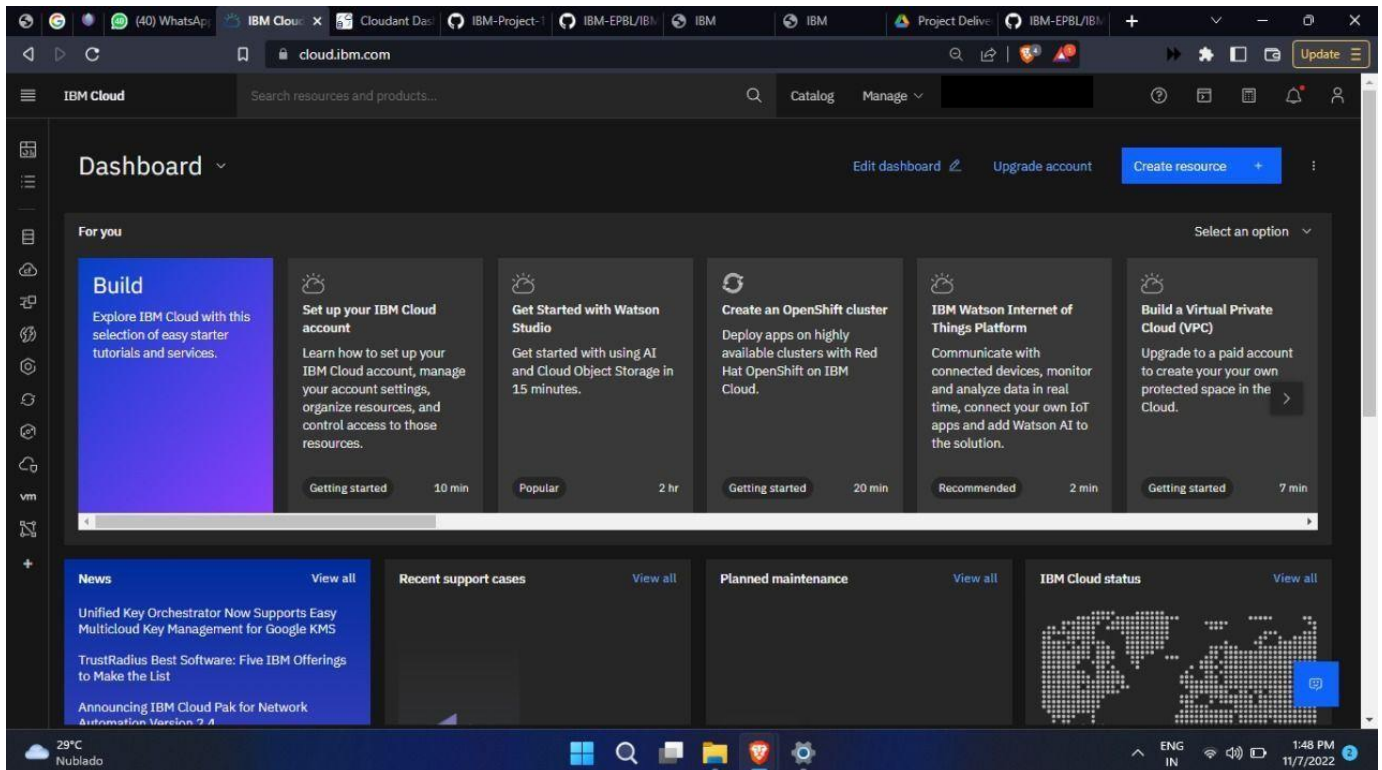 (40) WhatsAp
IBM Clou
Cloudant Das
IBM-Project-1
IBM-EPBL/IBM
IBM
IBM
Project Delive
IBM-EPBL/IBM
cloud.ibm.com
Update
IBM Cloud
Search resources and products...
Catalog
Manage
Dashboard
Edit dashboard
Upgrade account
Create resource +
For you
Select an option
Build
Explore IBM Cloud with this
selection of easy starter
tutorials and services.
Set up your IBM Cloud
account
Learn how to set up your
IBM Cloud account, manage
your account settings,
organize resources, and
control access to those
resources.
Getting started
10 min
Get Started with Watson
Studio
Get started with using AI
and Cloud Object Storage in
15 minutes.
Popular
2 hr
Create an OpenShift cluster
Deploy apps on highly
available clusters with Red
Hat OpenShift on IBM
Cloud.
Getting started
20 min
IBM Watson Internet of
Things Platform
Communicate with
connected devices, monitor
and analyze data in real
time, connect your own IoT
apps and add Watson AI to
the solution.
Recommended
2 min
Build a Virtual Private
Cloud (VPC)
Upgrade to a paid account
to create your your own
protected space in the
Cloud.
Getting started
7 min
vm
News
View all
Unified Key Orchestrator Now Supports Easy
Multicloud Key Management for Google KMS
TrustRadius Best Software: Five IBM Offerings
to Make the List
Announcing IBM Cloud Pak for Network
Automation Version 2.4
Recent support cases
View all
Planned maintenance
View all
IBM Cloud status
View all
29°C
Nublado
ENG
IN
1:48 PM
11/7/2022
2